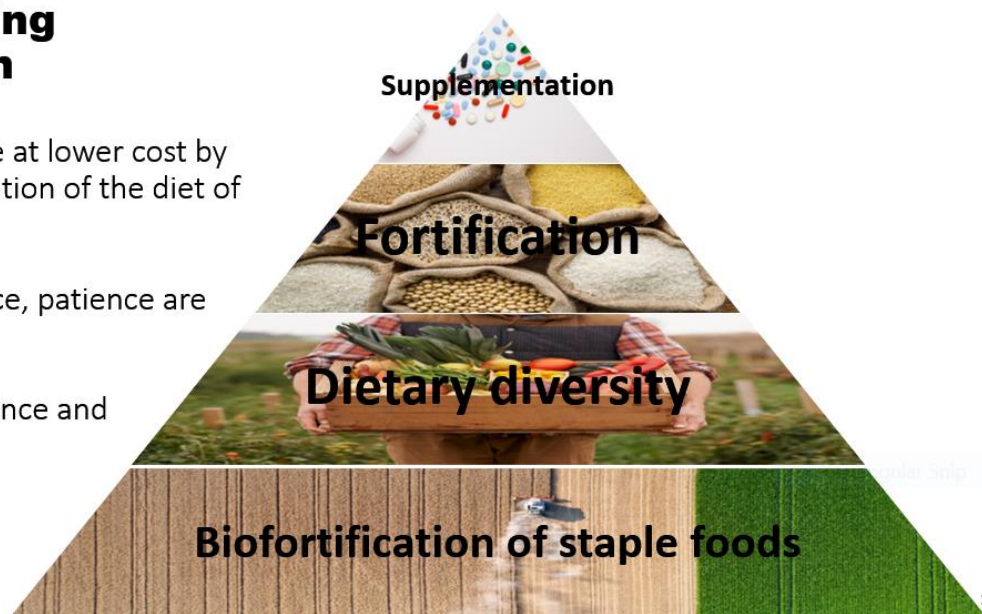 ng
n
e at lower cost by
tion of the diet of
ce, patience are
nce and
Supplementation
Fortification
Dietary diversity
Biofortification of staple foods